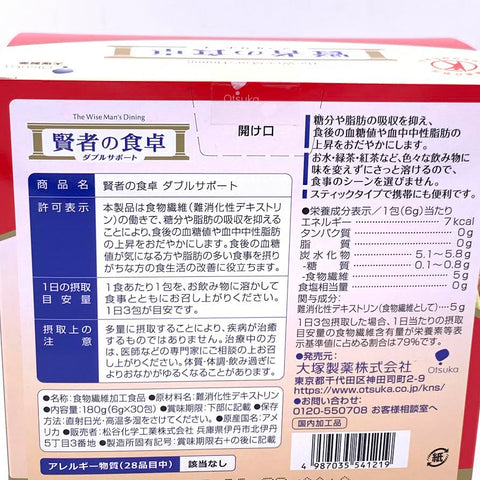 賢者の食卓
The Wise Man's Dining
賢者の食卓
ダブルサポート
Otsuka
開け口
糖分や脂肪の吸収を抑え、
食後の血糖値や血中中性脂肪の
上昇をおだやかにします。
お水・緑茶・紅茶など、色々な飲み物に
味を変えずにさっと溶けるので、
食事のシーンを選びません。
スティックタイプで携帯にも便利です。
商品名 賢者の食卓 ダブルサポート
許可表示 本製品は食物繊維(難消化性デキストリ
ン)の働きで、糖分や脂肪の吸収を抑える
ことにより、食後の血糖値や血中中性脂肪
の上昇をおだやかにします。食後の血糖
値が気になる方や脂肪の多い食事を摂り
がちな方の食生活の改善に役立ちます。
1日の摂取
目安量
1食あたり1包を、お飲み物に溶かして
食事とともにお召し上がりください。
1日3包が目安です。
摂取上の
注意
多量に摂取することにより、疾病が治癒
するものではありません。治療中の方
は、医師などの専門家にご相談の上お召
し上がりください。体質・体調・飲み過ぎに
よりおなかがゆるくなることがあります。
●栄養成分表示/1包(6g)当たり
エネルギー 7kcal
タンパク質 0g
脂質 0g
炭水化物 5.1~5.8g
-糖質 0.1~0.8g
-食物繊維 5g
食塩相当量 0g
関与成分:
難消化性デキストリン(食物繊維として)…5g
1日3包摂取した場合、1日当たりの摂取
目安量の食物繊維含有量が栄養素等表
示基準値に占める割合は79%です。
●発売元:
大塚製薬株式会社
東京都千代田区神田司町2-9
https://www.otsuka.co.jp/kns/
●お問い合わせ
0120-550708 お客様相談室へ
国内加工品
Otsuka
●名称:食物繊維加工食品 ●原材料名:難消化性デキストリン
●内容量:180g(6g×30包) ●賞味期限:下部に記載 ●保存方
法:直射日光・高温多湿をさけて保存してください。●原産国:アメリ
カ ●販売者:松谷化学工業株式会社 兵庫県伊丹市北伊丹
5丁目3番地 ●製造所固有記号:賞味期限右+の後に記載
アレルギー物質(28品目中) 該当なし
4 987035 541219
紙